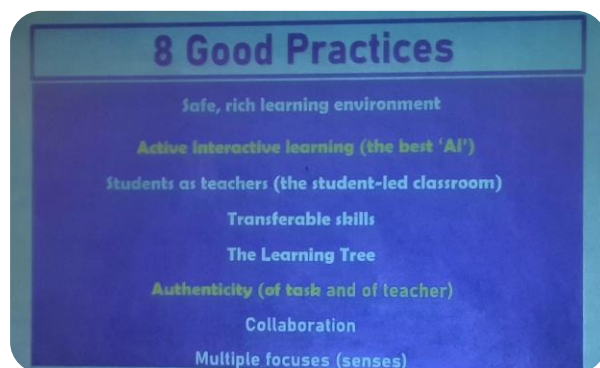 8 Good Practices
Safe, rich learning environment
Active Interactive learning (the best 'AI')
Students as teachers (the student-led classroom)
Transferable skills
The Learning Tree
Authenticity (of task and of teacher)
Collaboration
Multiple focuses (senses)